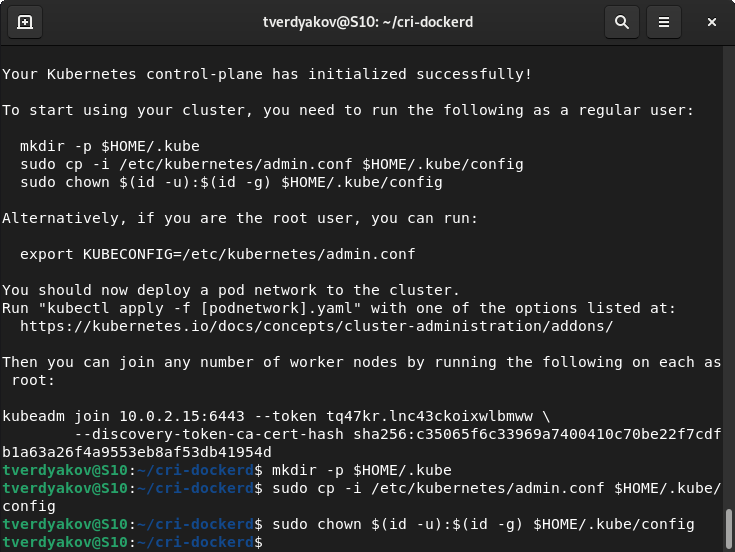 tverdyakov@S10: ~/cri-dockerd
Your Kubernetes control-plane has initialized successfully!
To start using your cluster, you need to run the following as a regular user:
mkdir -p $HOME/.kube
sudo cp -i /etc/kubernetes/admin.conf $HOME/.kube/config
sudo chown $(id -u):$(id -g) $HOME/.kube/config
Alternatively, if you are the root user, you can run:
export KUBECONFIG=/etc/kubernetes/admin.conf
You should now deploy a pod network to the cluster.
Run "kubectl apply -f [podnetwork].yaml" with one of the options listed at:
https://kubernetes.io/docs/concepts/cluster-administration/addons/
Then you can join any number of worker nodes by running the following on each as
root:
kubeadm join 10.0.2.15:6443 --token tq47kr.lnc43ckoixwlbmww \
--discovery-token-ca-cert-hash sha256:c35065f6c33969a7400410c70be22f7cdf
b1a63a26f4a9553eb8af53db41954d
tverdyakov@S10:~/cri-dockerd$ mkdir -p $HOME/.kube
tverdyakov@S10:~/cri-dockerd$ sudo cp -i /etc/kubernetes/admin.conf $HOME/.kube/
config
tverdyakov@S10:~/cri-dockerd$ sudo chown $(id -u):$(id -g) $HOME/.kube/config
tverdyakov@S10:~/cri-dockerd$